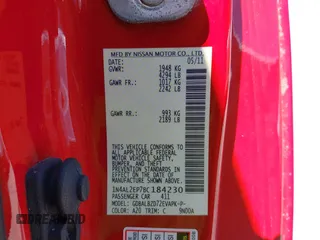 MFD BY NISSAN MOTOR CO., LTD.
DATE: 05/11
GVWR: 1948 KG
4294 LB
GAWR FR.: 1017 KG
2242 LB
GAWR RR.: 993 KG
2189 LB
THIS VEHICLE CONFORMS TO ALL
APPLICABLE FEDERAL MOTOR
VEHICLE SAFETY, BUMPER, AND
THEFT PREVENTION STANDARDS
IN EFFECT ON THE DATE OF
MANUFACTURE SHOWN ABOVE.
1N4AL2EP7BC184230
PASSENGER CAR 411
MODEL: GDBALBZD7ZEVAPK-P-
COLOR: A20 TRIM: C 9N00A
DREAMBID